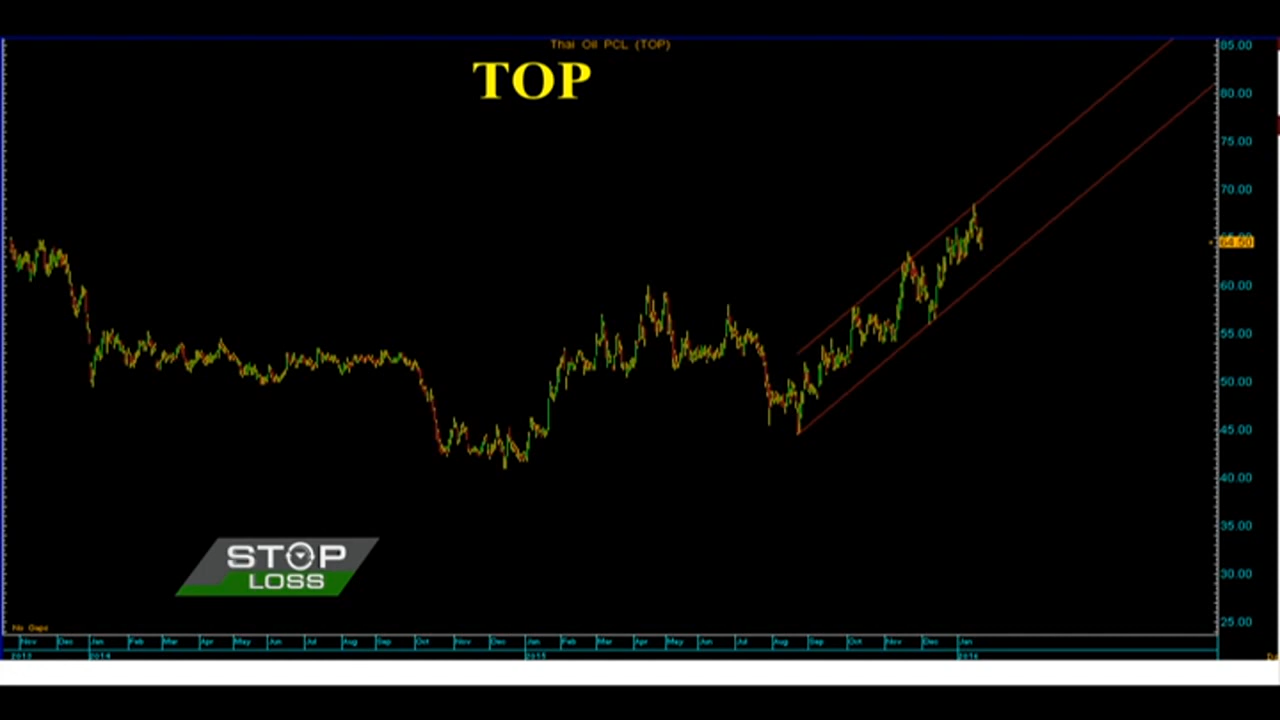 Thai Oil PCL (TOP)
TOP
85.00
80.00
75.00
70.00
65.00
64.50
60.00
55.00
50.00
45.00
40.00
35.00
30.00
25.00
STOP
LOSS
No Gaps
Nov Dec Jan Feb Mar Apr May Jun Jul Aug Sep Oct Nov Dec Jan Feb Mar Apr May Jun Jul Aug Sep Oct Nov Dec Jan
2013 2014 2015 2016